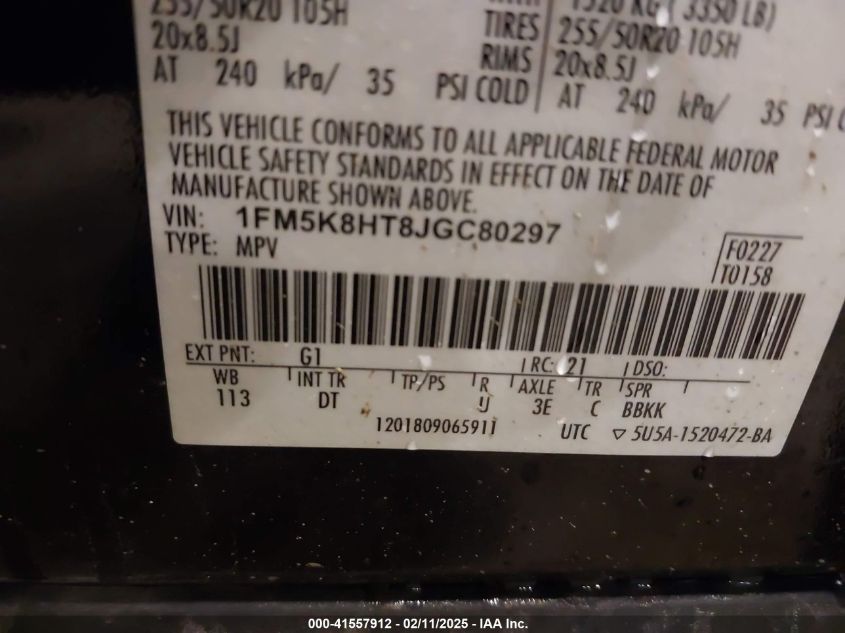 255/50R20 105H
20x8.5J
AT 240 kPa/ 35 PSI COLD
1520 KG ( 3350 LB)
TIRES 255/50R20 105H
RIMS 20x8.5J
AT 240 kPa/ 35 PSI
THIS VEHICLE CONFORMS TO ALL APPLICABLE FEDERAL MOTOR
VEHICLE SAFETY STANDARDS IN EFFECT ON THE DATE OF
MANUFACTURE SHOWN ABOVE.
VIN: 1FM5K8HT8JGC80297
TYPE: MPV
F0227
T0158
EXT PNT: G1 RC: 21 DSO:
WB INT TR TP/PS R AXLE TR SPR
113 DT IJ 3E C BBKK
1201809065911 UTC ▽ 5U5A-1520472-BA
000-41557912 - 02/11/2025 - IAA Inc.